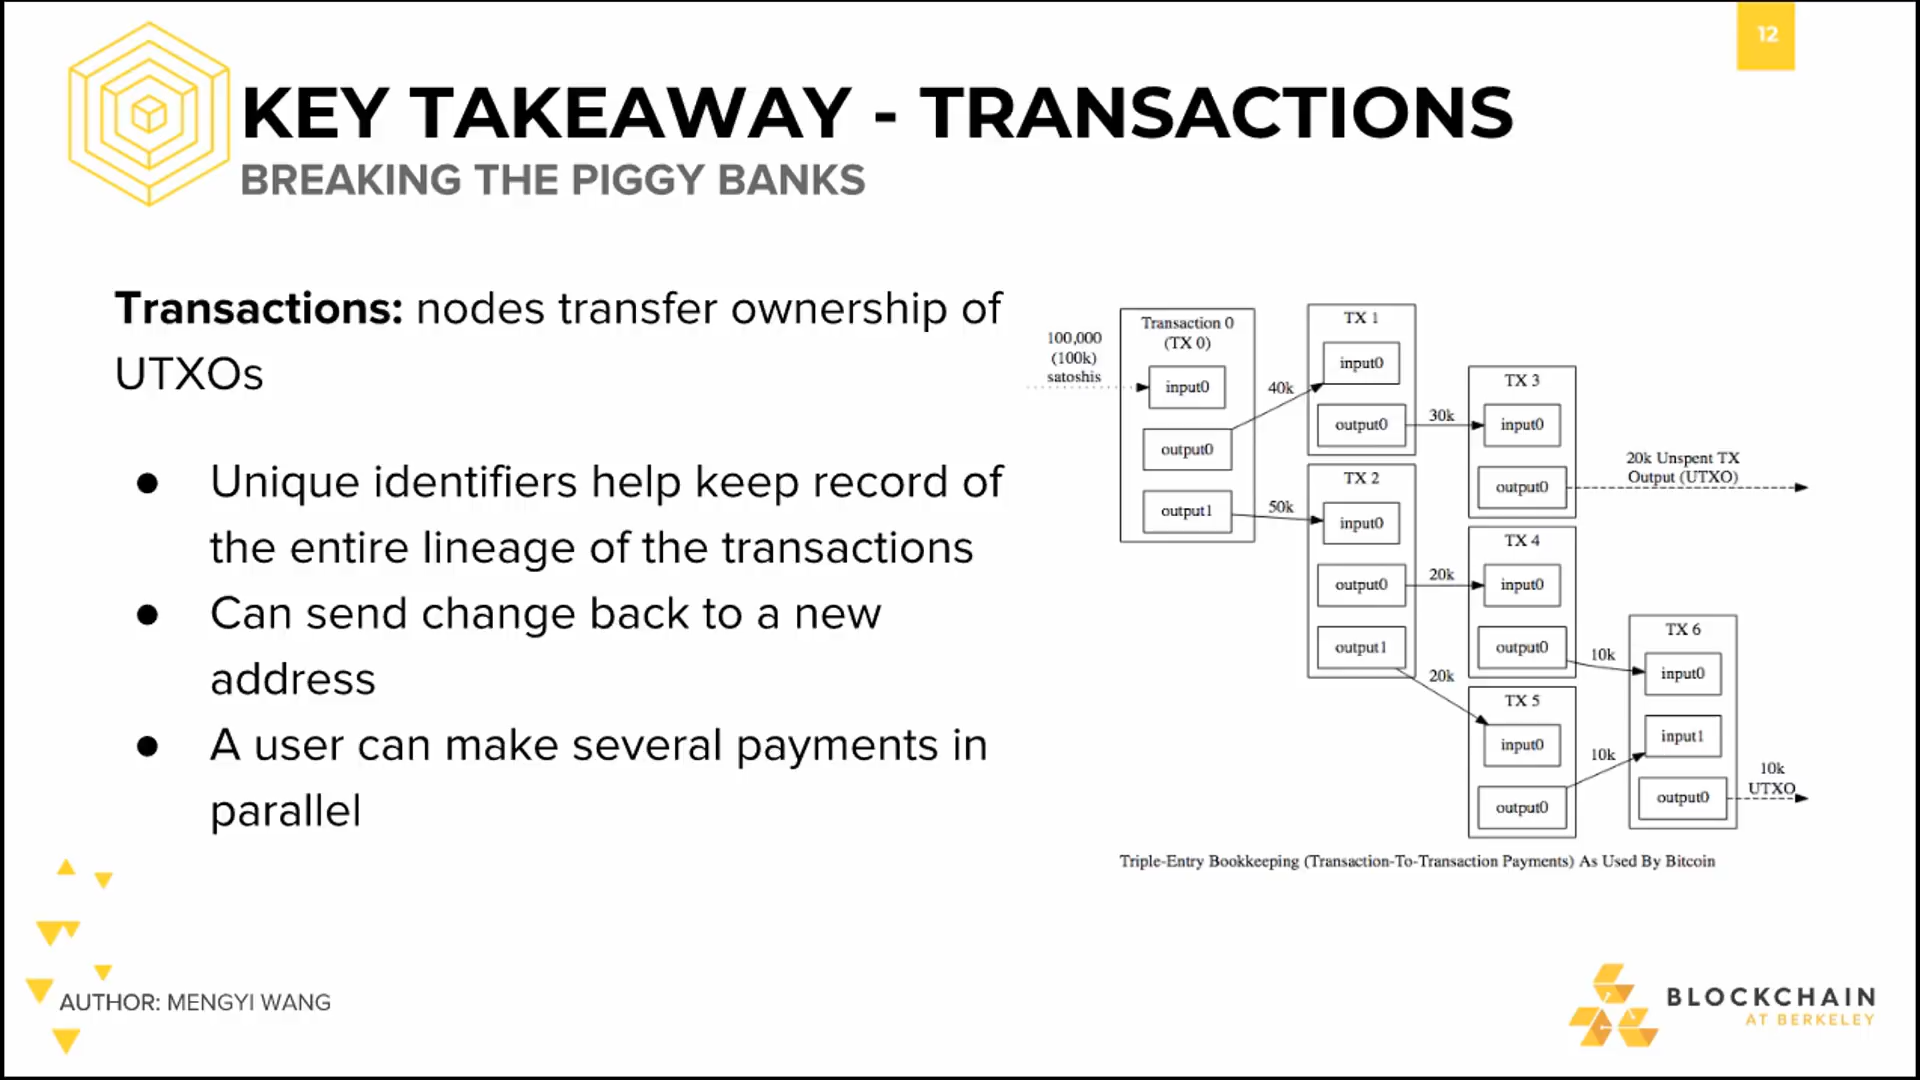 12
KEY TAKEAWAY - TRANSACTIONS
BREAKING THE PIGGY BANKS
Transactions: nodes transfer ownership of
UTXOs
● Unique identifiers help keep record of
the entire lineage of the transactions
● Can send change back to a new
address
● A user can make several payments in
parallel
100,000
(100k)
satoshis
Transaction 0
(TX 0)
input0
output0
output1
40k
50k
TX 1
input0
output0
30k
TX 2
input0
output0
output1
20k
20k
TX 3
input0
output0
20k Unspent TX
Output (UTXO)
TX 4
input0
output0
10k
TX 5
input0
output0
10k
TX 6
input0
input1
output0
10k
UTXO
Triple-Entry Bookkeeping (Transaction-To-Transaction Payments) As Used By Bitcoin
AUTHOR: MENGYI WANG
BLOCKCHAIN
AT BERKELEY